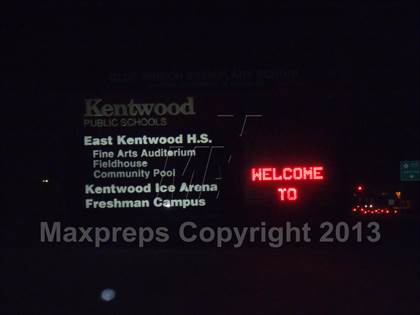 Kentwood
PUBLIC SCHOOLS
East Kentwood H.S.
Fine Arts Auditorium
Fieldhouse
Community Pool
Kentwood Ice Arena
Freshman Campus
WELCOME
TO
Maxpreps Copyright 2013